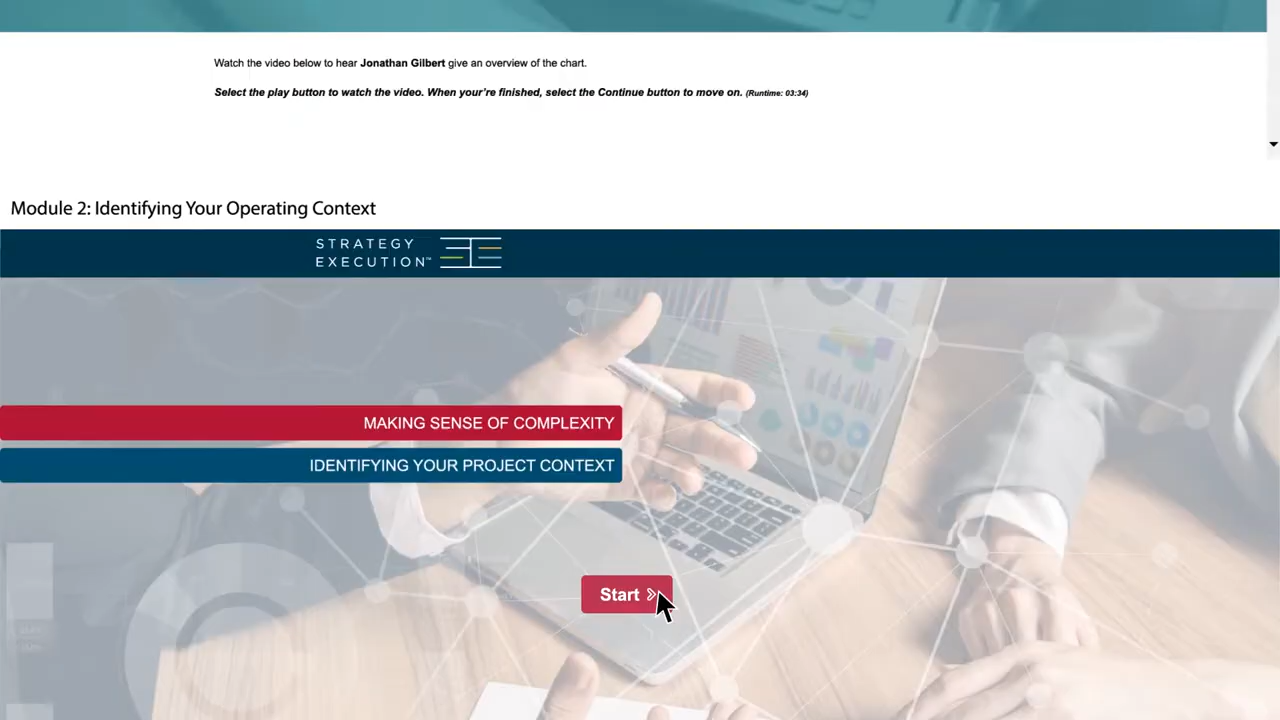 Watch the video below to hear Jonathan Gilbert give an overview of the chart.
Select the play button to watch the video. When your're finished, select the Continue button to move on. (Runtime: 03:34)
Module 2: Identifying Your Operating Context
STRATEGY
EXECUTION™
MAKING SENSE OF COMPLEXITY
IDENTIFYING YOUR PROJECT CONTEXT
Start